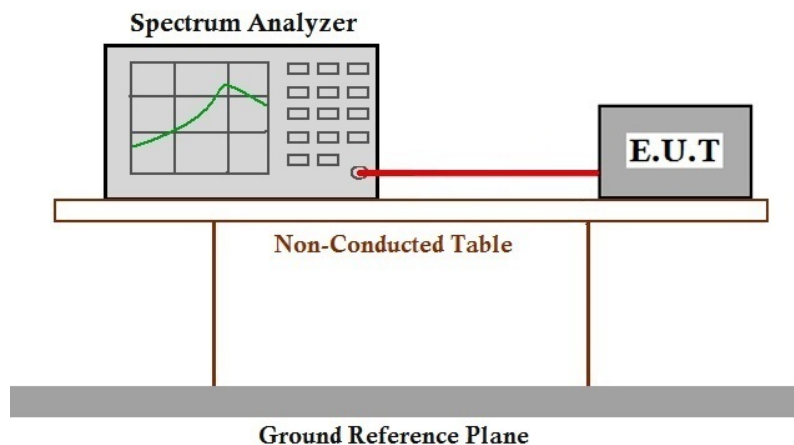 Spectrum Analyzer
E.U.T
Non-Conducted Table
Ground Reference Plane